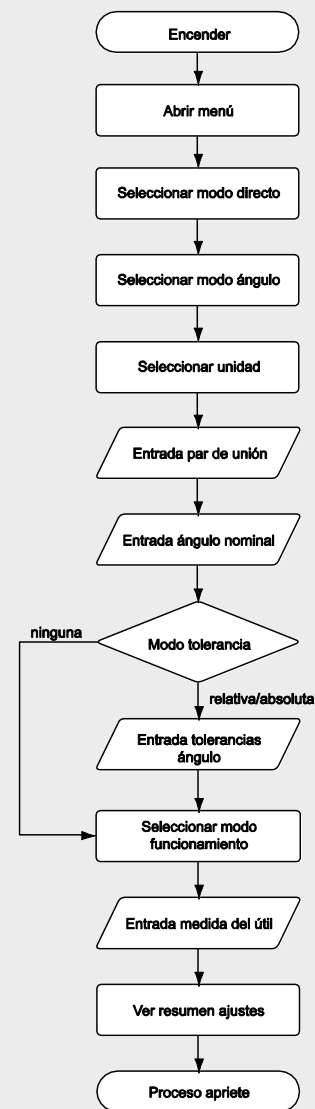 Encender
Abrir menú
Seleccionar modo directo
Seleccionar modo ángulo
Seleccionar unidad
Entrada par de unión
Entrada ángulo nominal
ninguna
Modo tolerancia
relativa/absoluta
Entrada tolerancias
ángulo
Seleccionar modo
funcionamiento
Entrada medida del útil
Ver resumen ajustes
Proceso apriete